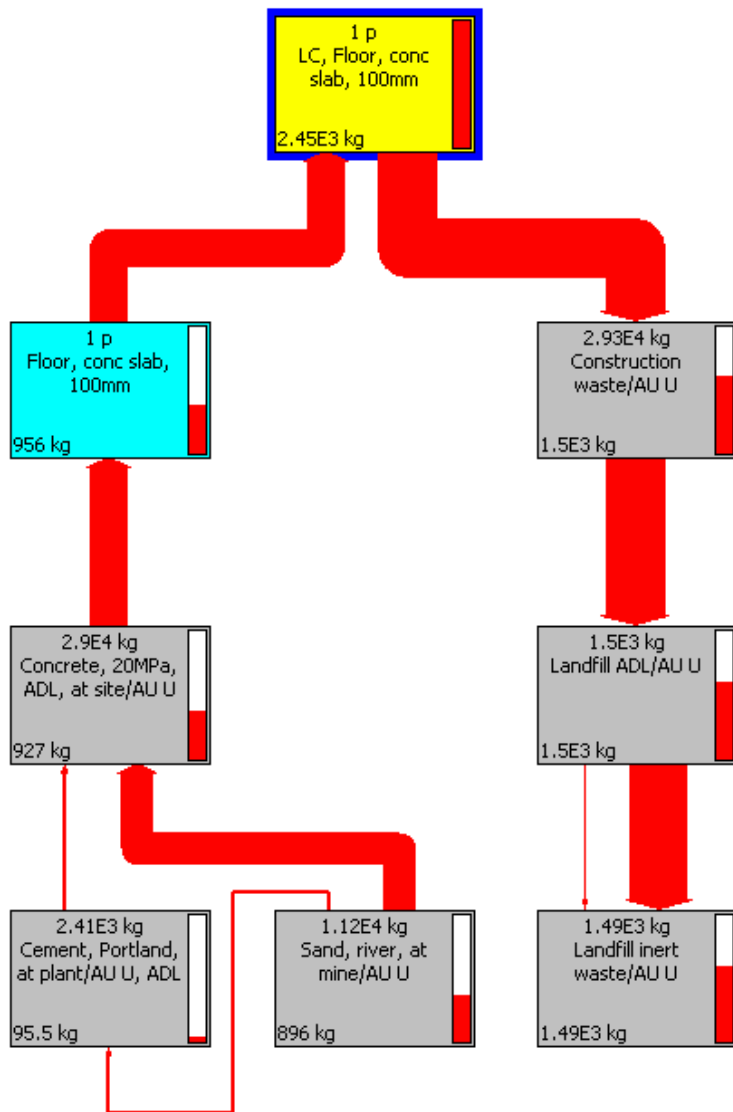 1 p
LC, Floor, conc
slab, 100mm
2.45E3 kg
1 p
Floor, conc slab,
100mm
956 kg
2.93E4 kg
Construction
waste/AU U
1.5E3 kg
2.9E4 kg
Concrete, 20MPa,
ADL, at site/AU U
927 kg
1.5E3 kg
Landfill ADL/AU U
1.5E3 kg
2.41E3 kg
Cement, Portland,
at plant/AU U, ADL
95.5 kg
1.12E4 kg
Sand, river, at
mine/AU U
896 kg
1.49E3 kg
Landfill inert
waste/AU U
1.49E3 kg